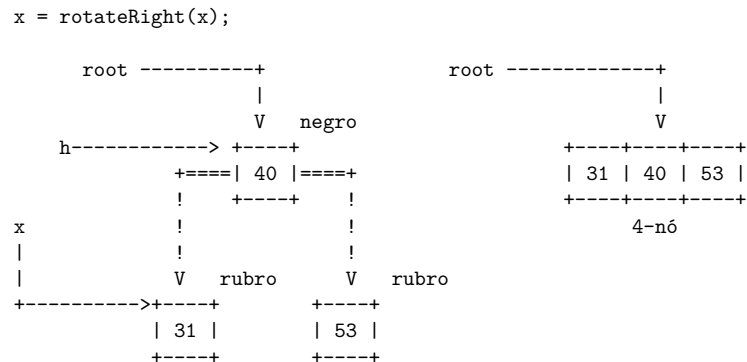 x = rotateRight(x);
root ----------+                root -------------+
|                                   |
V   negro                           V
h------------> +----+                       +----+----+----+
+====| 40 |====+                  | 31 | 40 | 53 |
!    +----+    !                  +----+----+----+
x              !              !                        4-nó
|              !              !
|              V   rubro      V   rubro
+---------->+----+         +----+
| 31 |         | 53 |
+----+         +----+